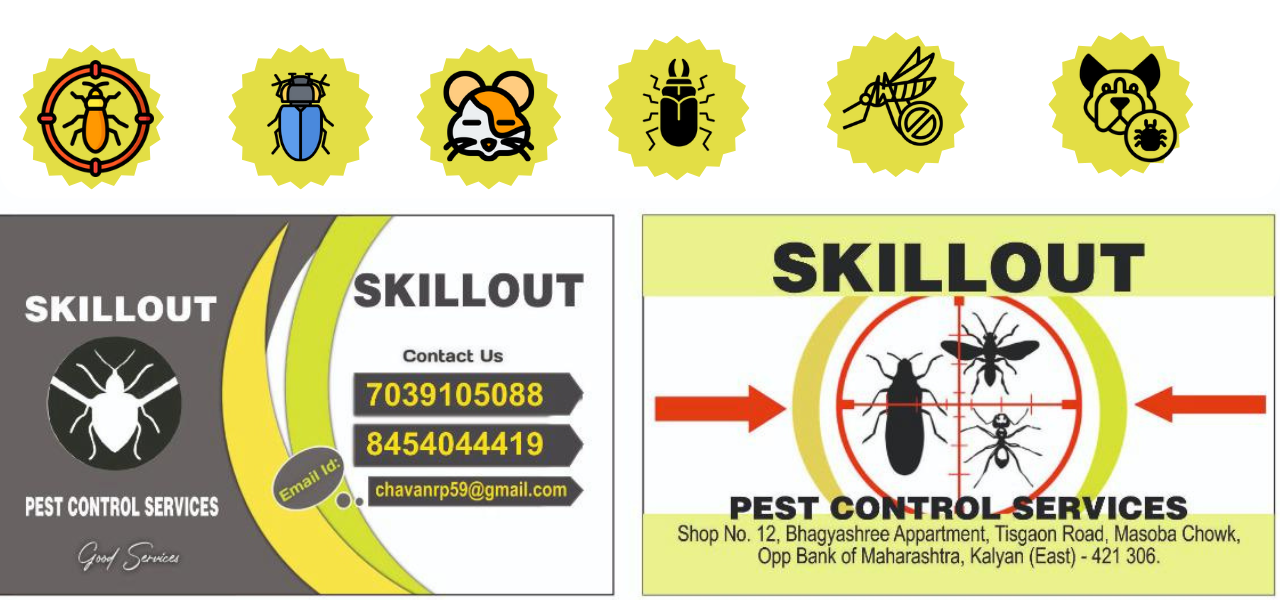 SKILLOUT
PEST CONTROL SERVICES
Good Services
SKILLOUT
Contact Us
7039105088
8454044419
Email Id:
chavanrp59@gmail.com
SKILLOUT
PEST CONTROL SERVICES
Shop No. 12, Bhagyashree Appartment, Tisgaon Road, Masoba Chowk,
Opp Bank of Maharashtra, Kalyan (East) - 421 306.